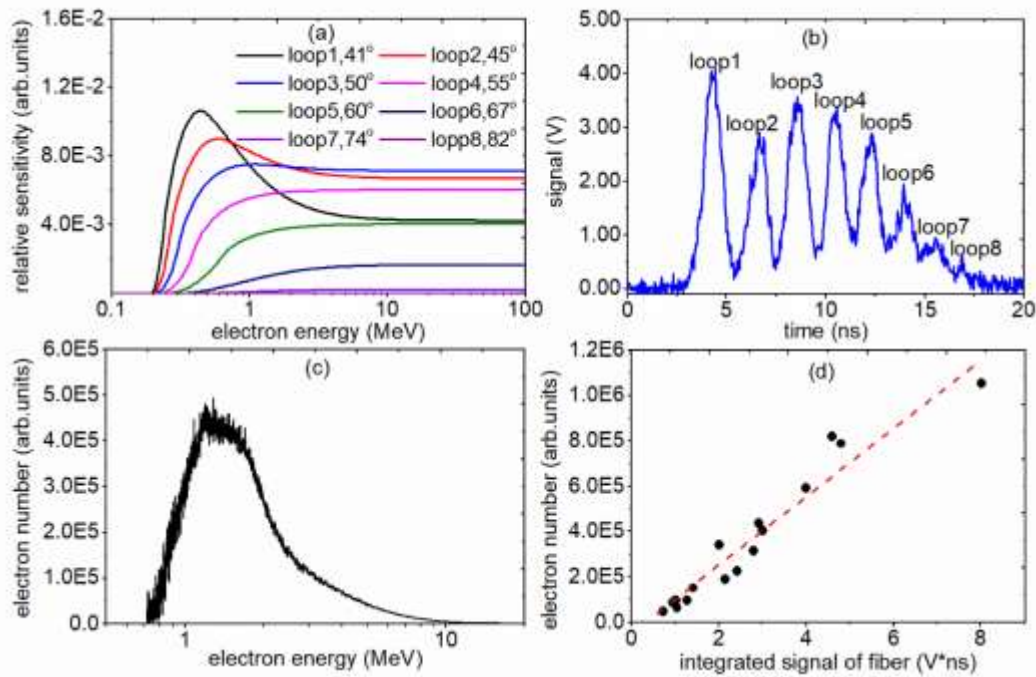 (a)
1.6E-2
1.2E-2
8.0E-3
4.0E-3
relative sensitivity (arb.units)
loop1,41° loop2,45°
loop3,50° loop4,55°
loop5,60° loop6,67°
loop7,74° lopp8,82°
0.1 1 10 100
electron energy (MeV)
(b)
5.00
4.00
3.00
2.00
1.00
0.00
signal (V)
loop1
loop2
loop3
loop4
loop5
loop6
loop7
loop8
0 5 10 15 20
time (ns)
(c)
6.0E5
5.0E5
4.0E5
3.0E5
2.0E5
1.0E5
0.0
electron number (arb.units)
1 10
electron energy (MeV)
(d)
1.2E6
1.0E6
8.0E5
6.0E5
4.0E5
2.0E5
0.0
electron number (arb.units)
0 2 4 6 8
integrated signal of fiber (V*ns)